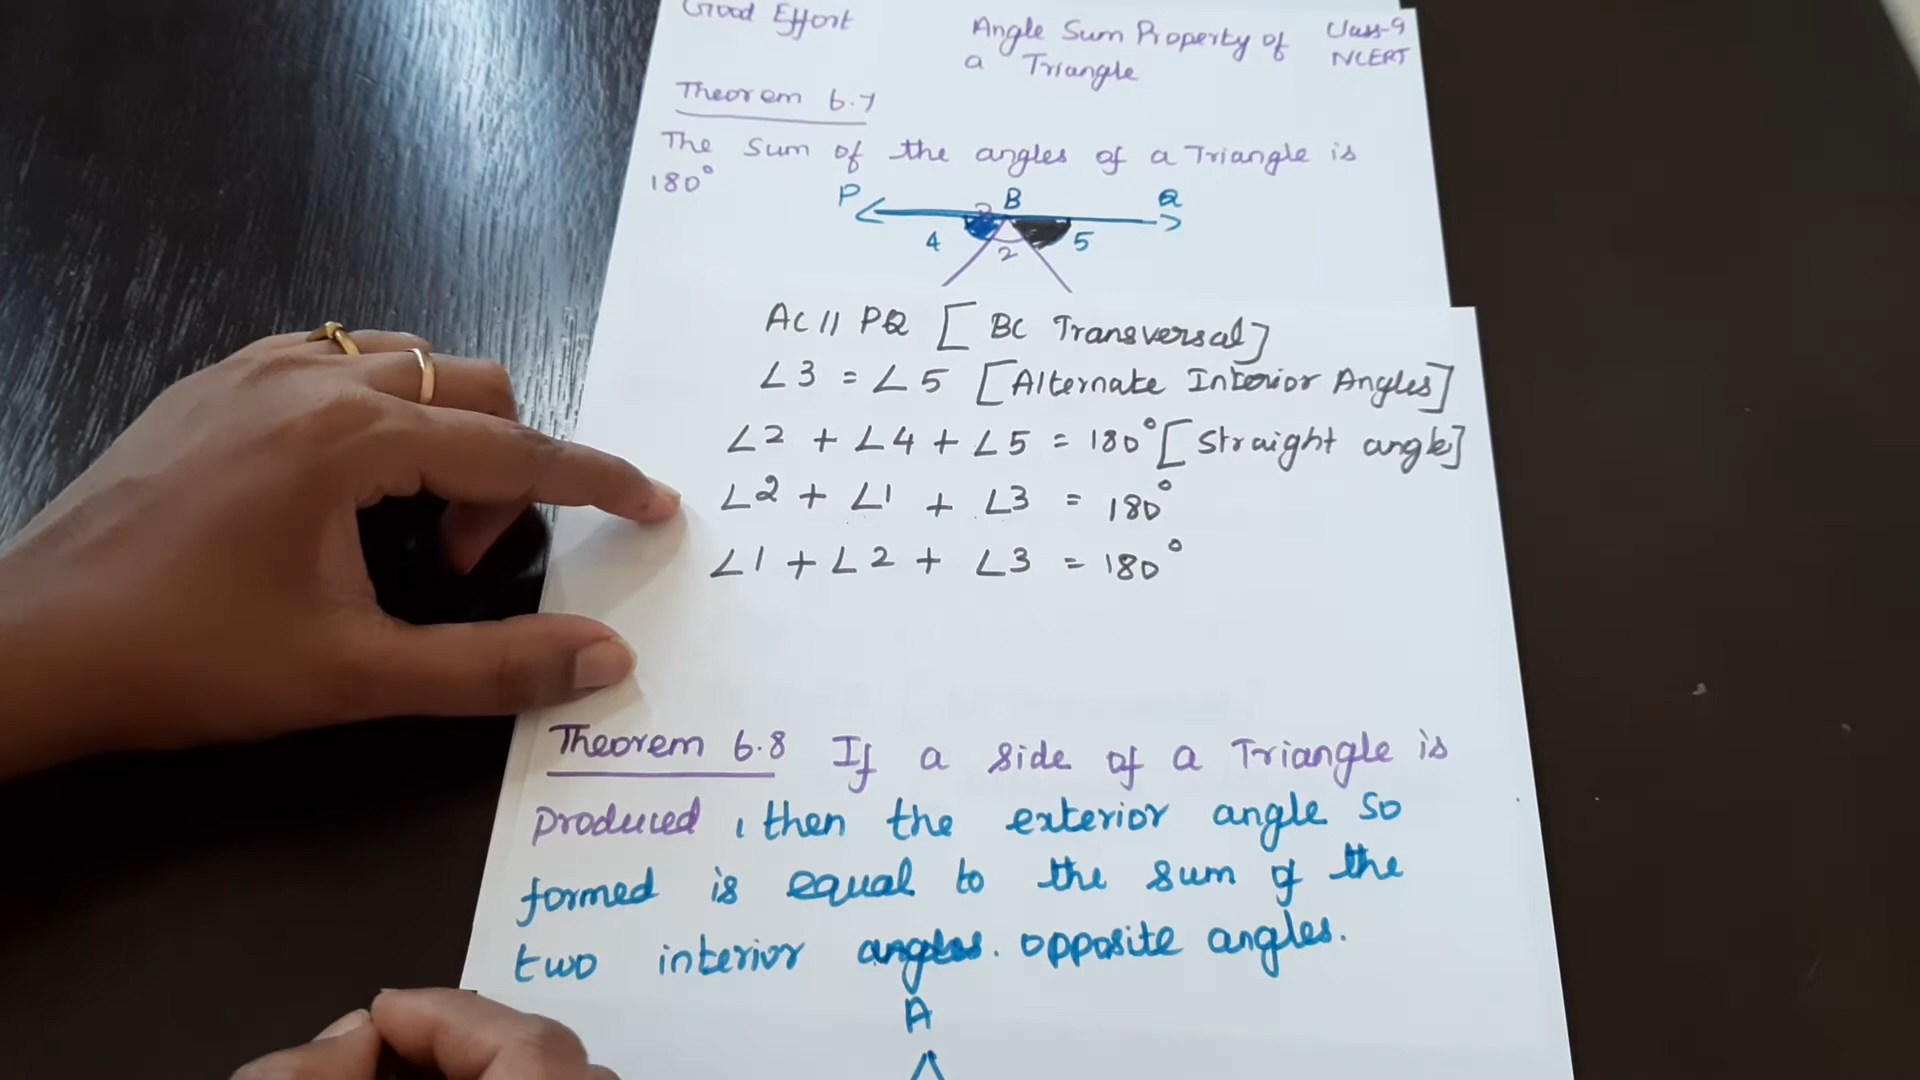 Good Effort
Angle Sum Property of
a Triangle
Class-9
NCERT
Theorem 6.7
The Sum of the angles of a Triangle is
180°
P B Q
4 2 5
AC // PQ [ BC Transversal]
∠3 = ∠5 [Alternate Interior Angles]
∠2 + ∠4 + ∠5 = 180° [Straight angle]
∠2 + ∠1 + ∠3 = 180°
∠1 + ∠2 + ∠3 = 180°
Theorem 6.8 If a side of a Triangle is
produced , then the exterior angle so
formed is equal to the sum of the
two interior angles. opposite angles.
A